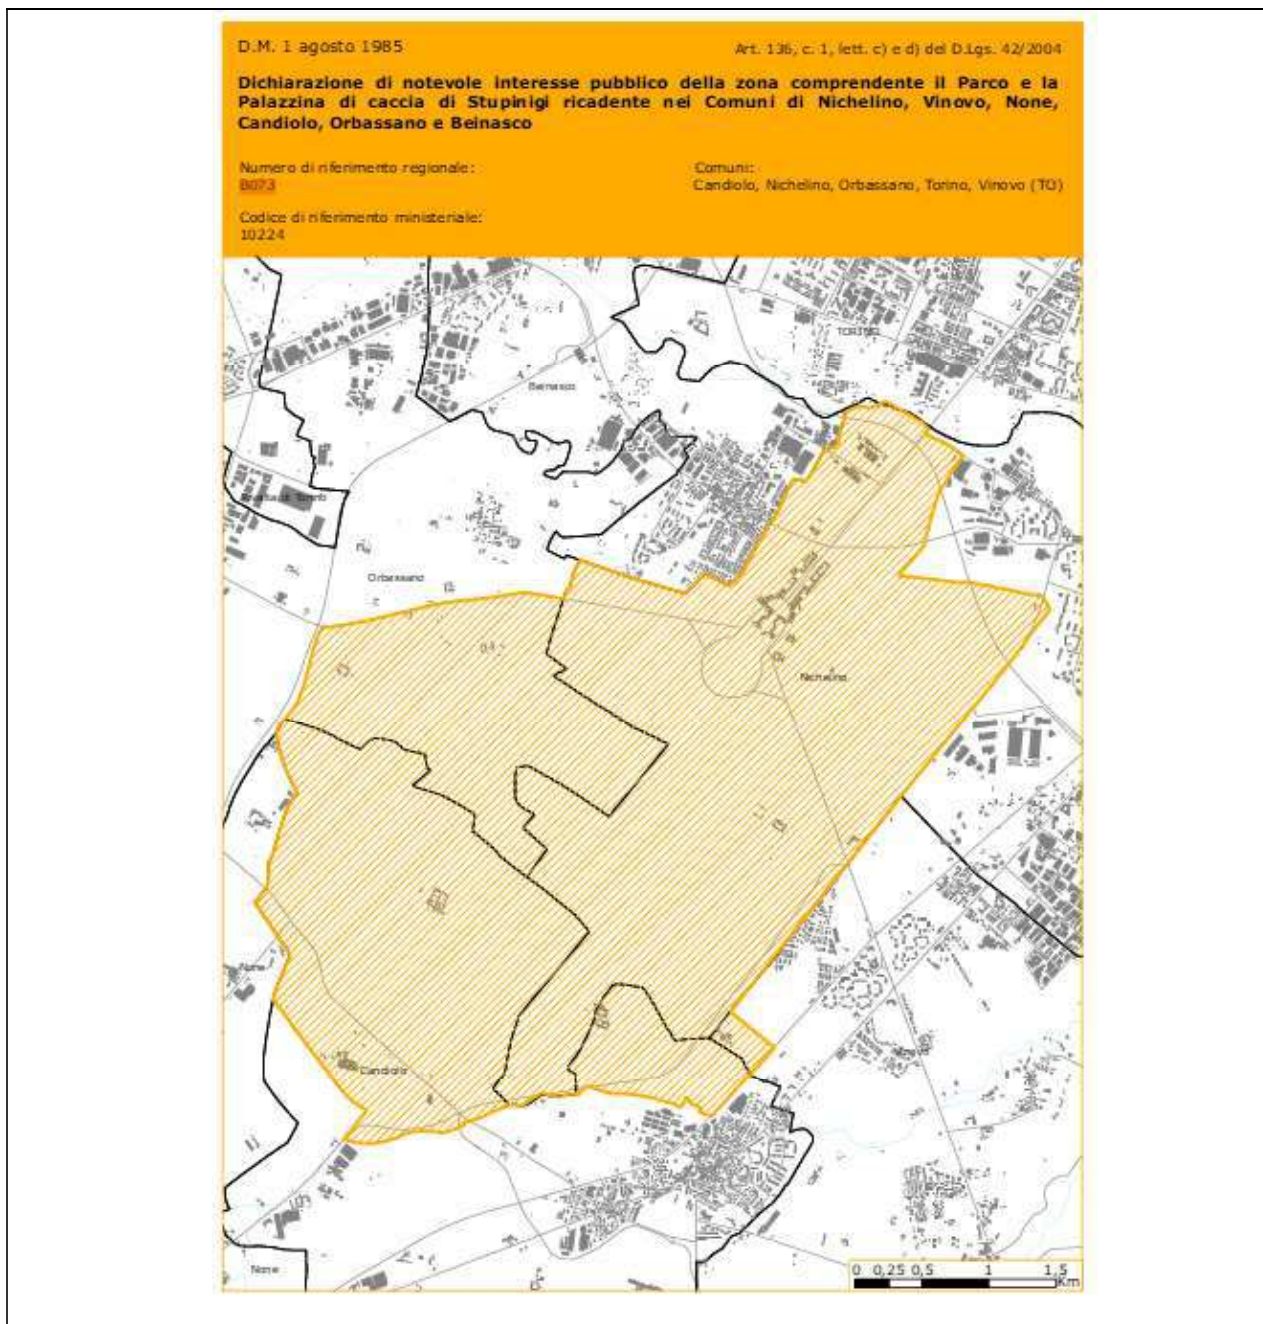 D.M. 1 agosto 1985
Art. 136, c. 1, lett. c) e d) del D.Lgs. 42/2004
Dichiarazione di notevole interesse pubblico della zona comprendente il Parco e la
Palazzina di caccia di Stupinigi ricadente nei Comuni di Nichelino, Vinovo, None,
Candiolo, Orbassano e Beinasco
Numero di riferimento regionale:
B073
Comuni:
Candiolo, Nichelino, Orbassano, Torino, Vinovo (TO)
Codice di riferimento ministeriale:
10224
TORINO
Beinasco
Torino
Orbassano
Nichelino
None
Vinovo
Candiolo
None
0 0,25 0,5 1 1,5
Km